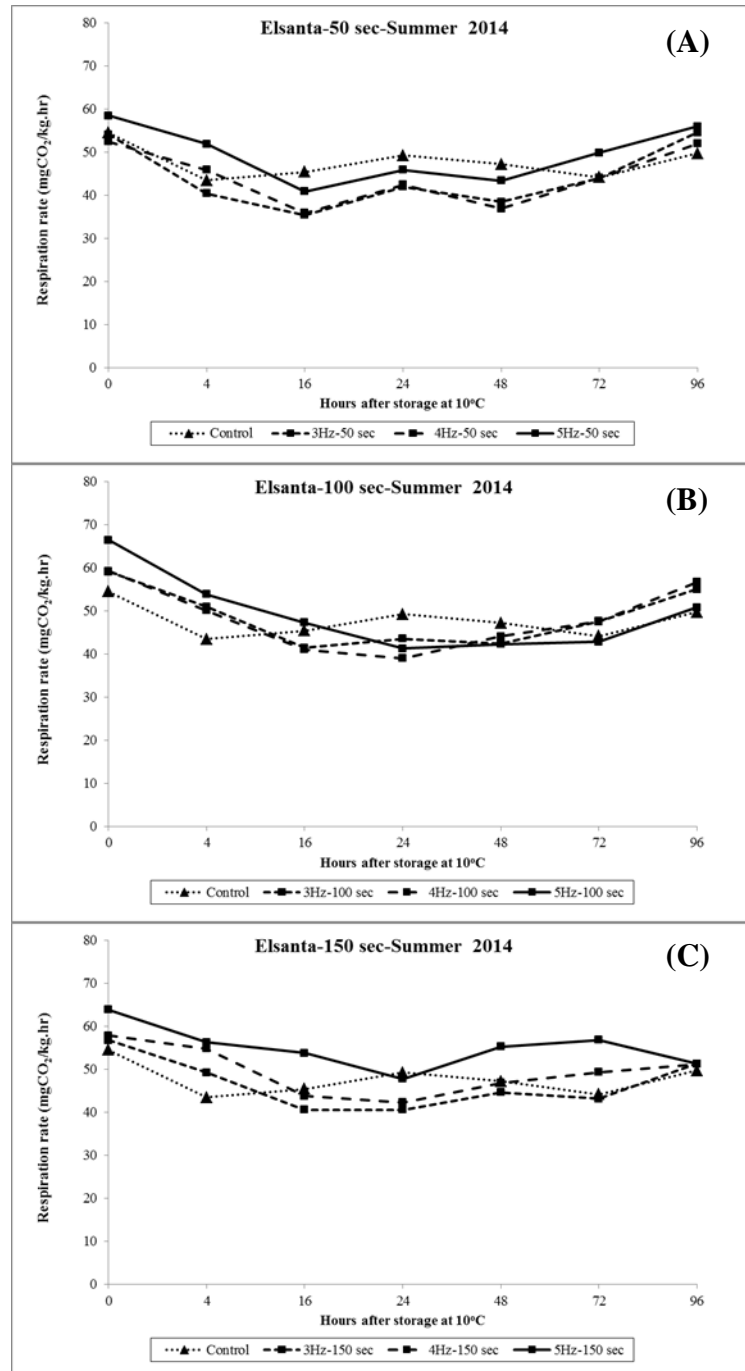 Elsanta-50 sec-Summer 2014
(A)
80
70
60
50
40
30
20
10
0
Respiration rate (mgCO₂/kg.hr)
0 4 16 24 48 72 96
Hours after storage at 10°C
Control 3Hz-50 sec 4Hz-50 sec 5Hz-50 sec
Elsanta-100 sec-Summer 2014
(B)
80
70
60
50
40
30
20
10
0
Respiration rate (mgCO₂/kg.hr)
0 4 16 24 48 72 96
Hours after storage at 10°C
Control 3Hz-100 sec 4Hz-100 sec 5Hz-100 sec
Elsanta-150 sec-Summer 2014
(C)
80
70
60
50
40
30
20
10
0
Respiration rate (mgCO₂/kg.hr)
0 4 16 24 48 72 96
Hours after storage at 10°C
Control 3Hz-150 sec 4Hz-150 sec 5Hz-150 sec